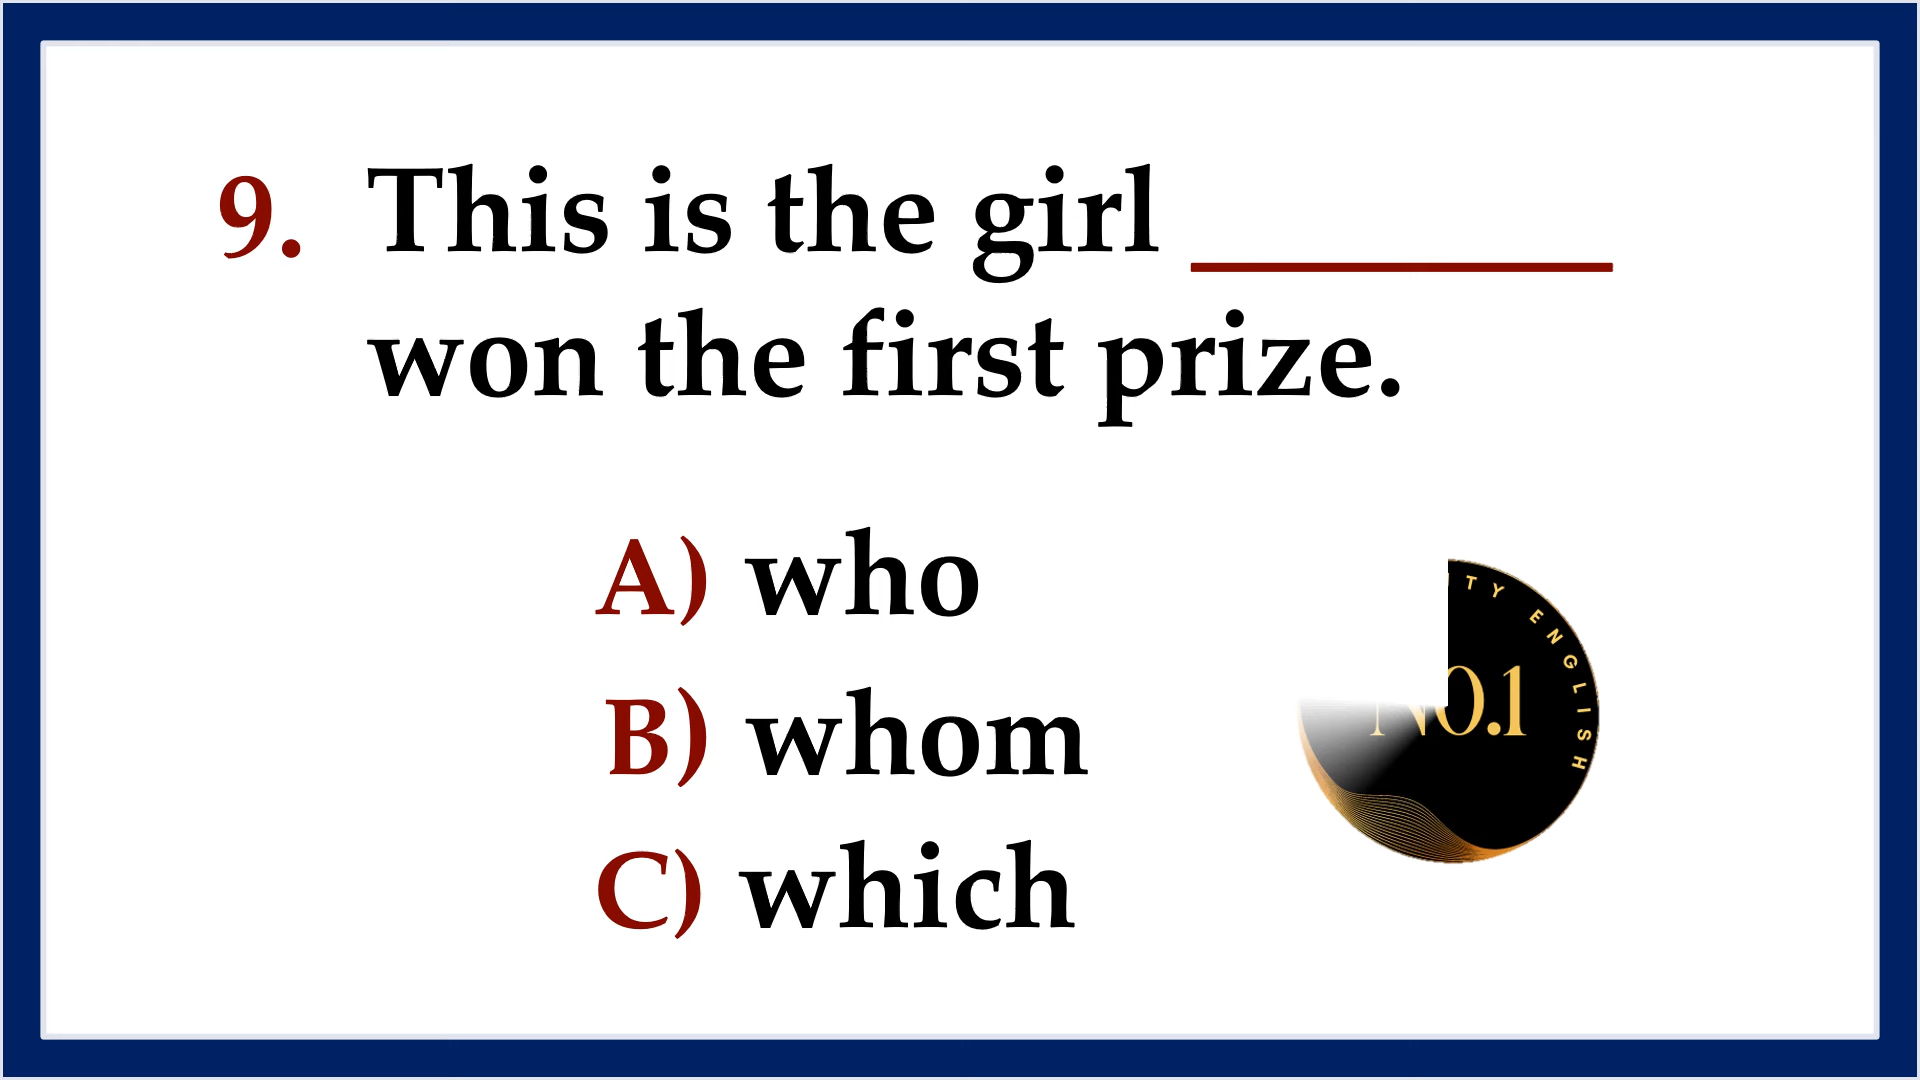 9. This is the girl ________
won the first prize.
A) who
B) whom
C) which
TY ENGLISH
NO.1